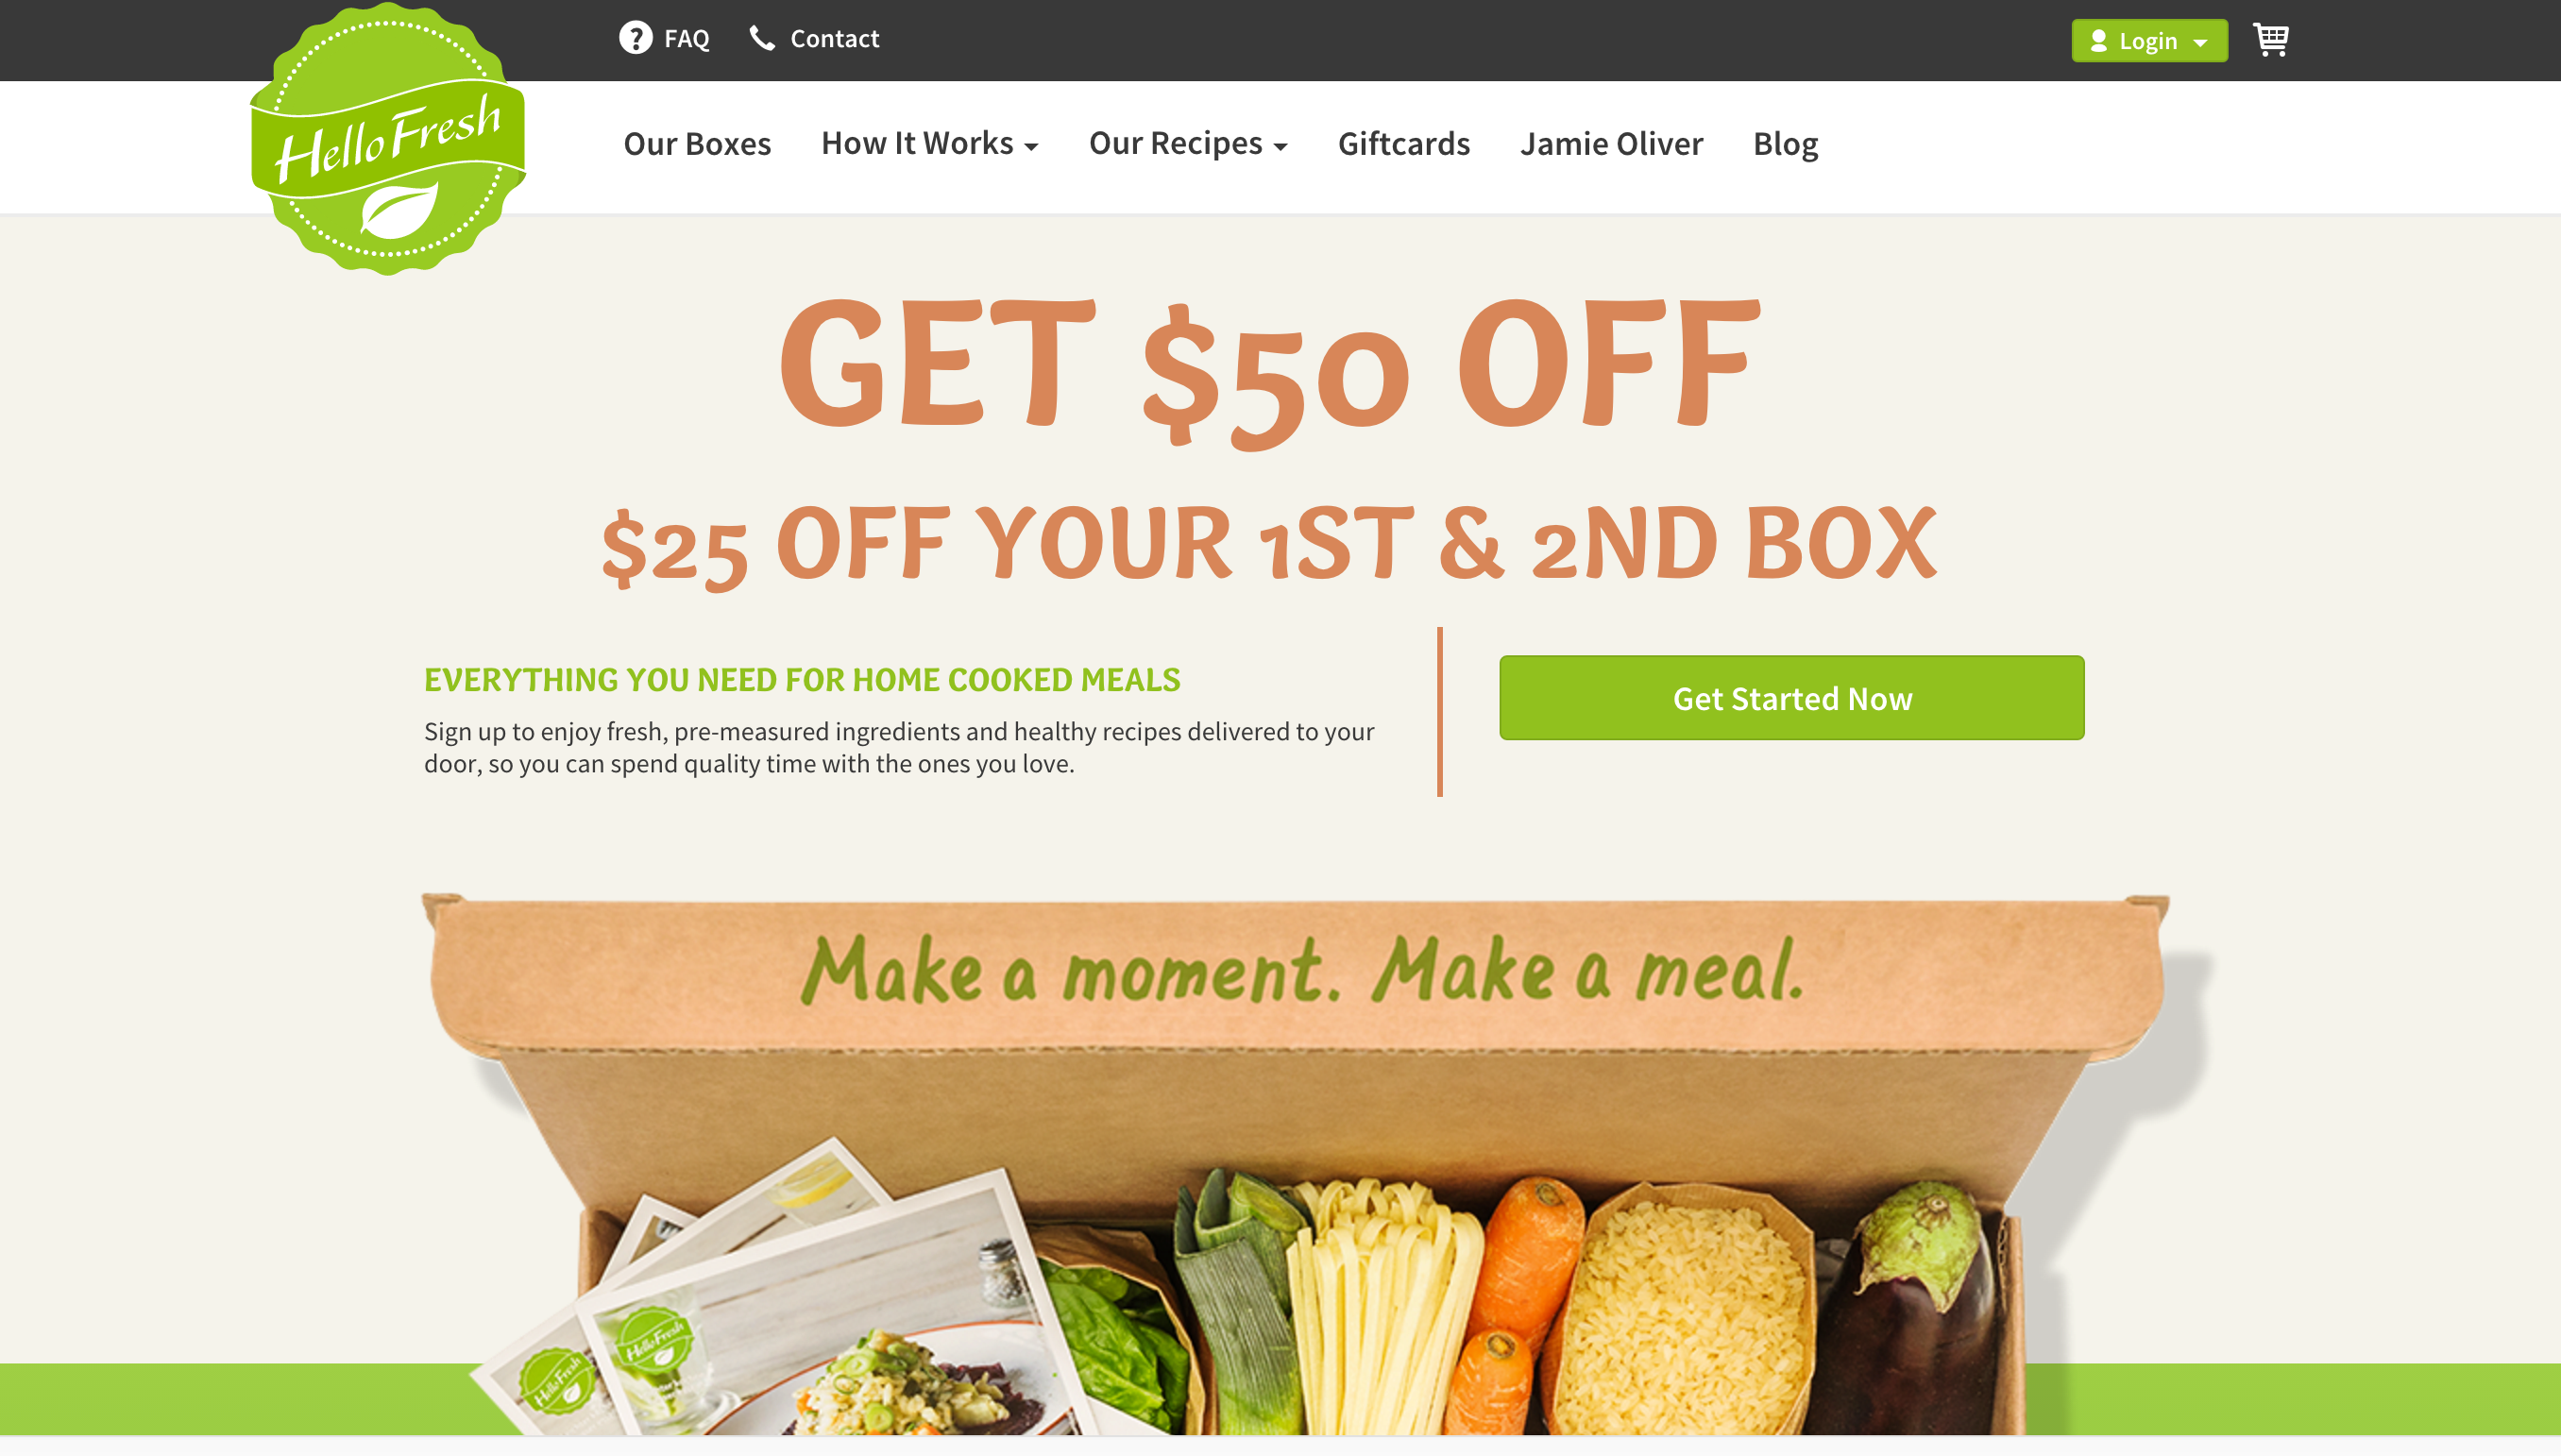 FAQ
Contact
Login
HelloFresh
Our Boxes
How It Works
Our Recipes
Giftcards
Jamie Oliver
Blog
GET $50 OFF
$25 OFF YOUR 1ST & 2ND BOX
EVERYTHING YOU NEED FOR HOME COOKED MEALS
Sign up to enjoy fresh, pre-measured ingredients and healthy recipes delivered to your
door, so you can spend quality time with the ones you love.
Get Started Now
Make a moment. Make a meal.
HelloFresh
HelloFresh